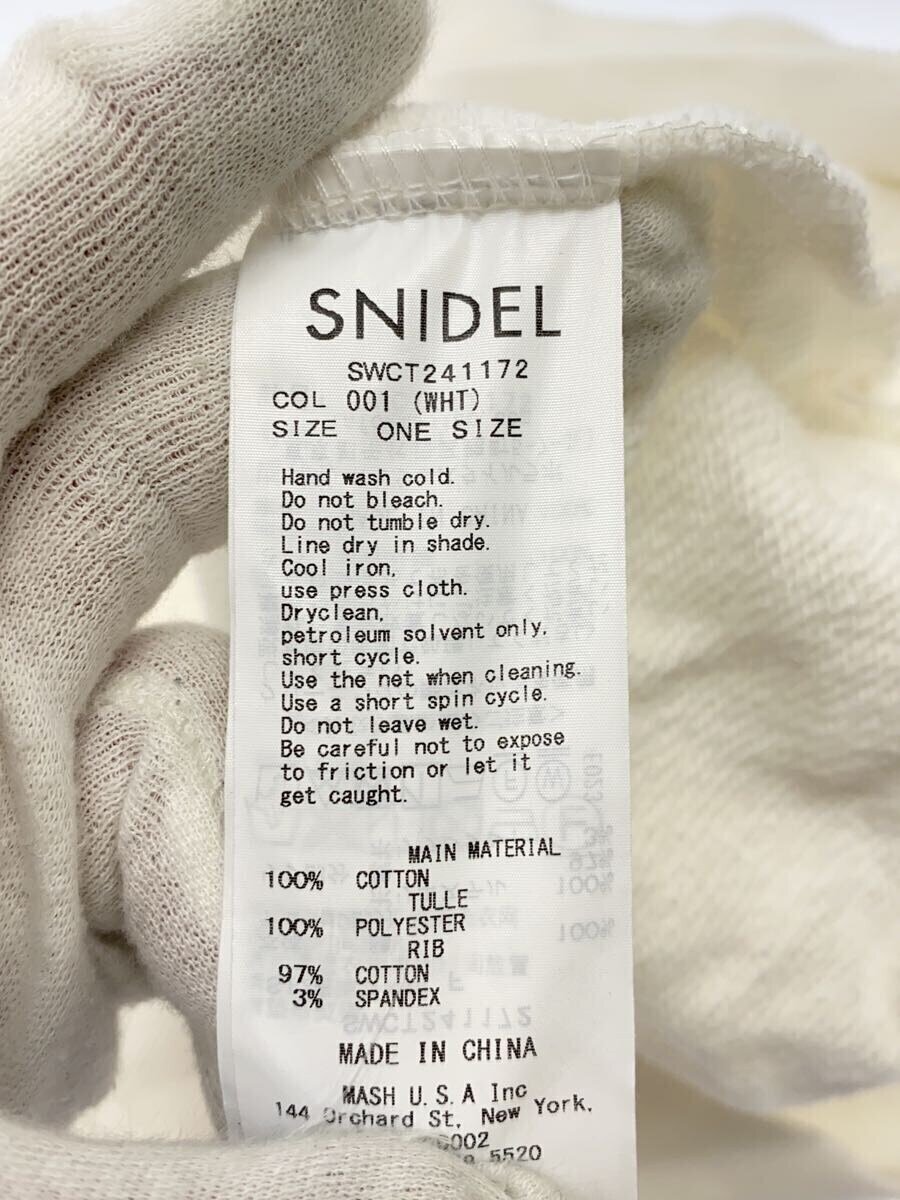 SNIDEL
SWCT241172
COL 001 (WHT)
SIZE ONE SIZE
Hand wash cold.
Do not bleach.
Do not tumble dry.
Line dry in shade.
Cool iron,
use press cloth.
Dryclean,
petroleum solvent only,
short cycle.
Use the net when cleaning.
Use a short spin cycle.
Do not leave wet.
Be careful not to expose
to friction or let it
get caught.
MAIN MATERIAL
100% COTTON
TULLE
100% POLYESTER
RIB
97% COTTON
3% SPANDEX
MADE IN CHINA
MASH U.S.A Inc
144 Orchard St, New York,
5520